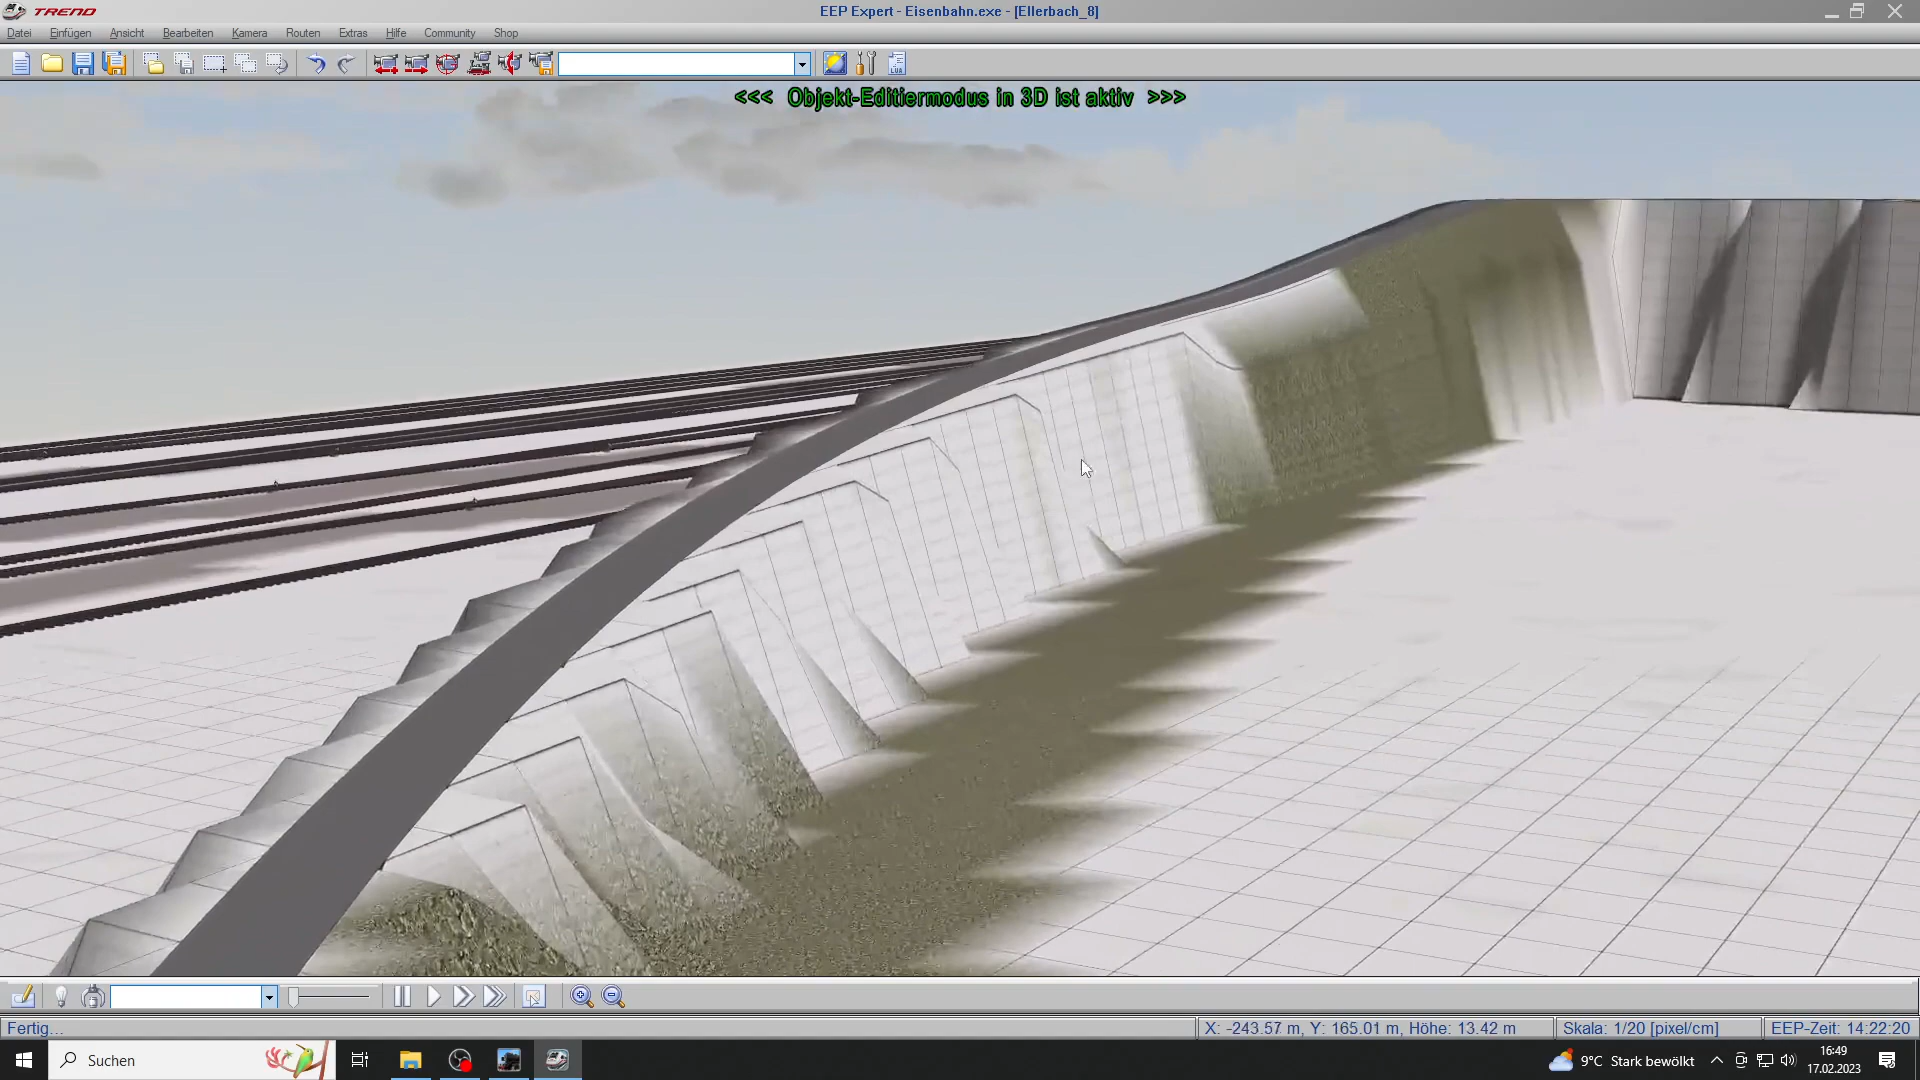 TREND
EEP Expert - Eisenbahn.exe - [Ellerbach_8]
Datei Einfügen Ansicht Bearbeiten Kamera Routen Extras Hilfe Community Shop
LUA
<<< Objekt-Editiermodus in 3D ist aktiv >>>
Fertig...
X: -243.57 m, Y: 165.01 m, Höhe: 13.42 m
Skala: 1/20 [pixel/cm]
EEP-Zeit: 14:22:20
Suchen
9°C Stark bewölkt
16:49
17.02.2023